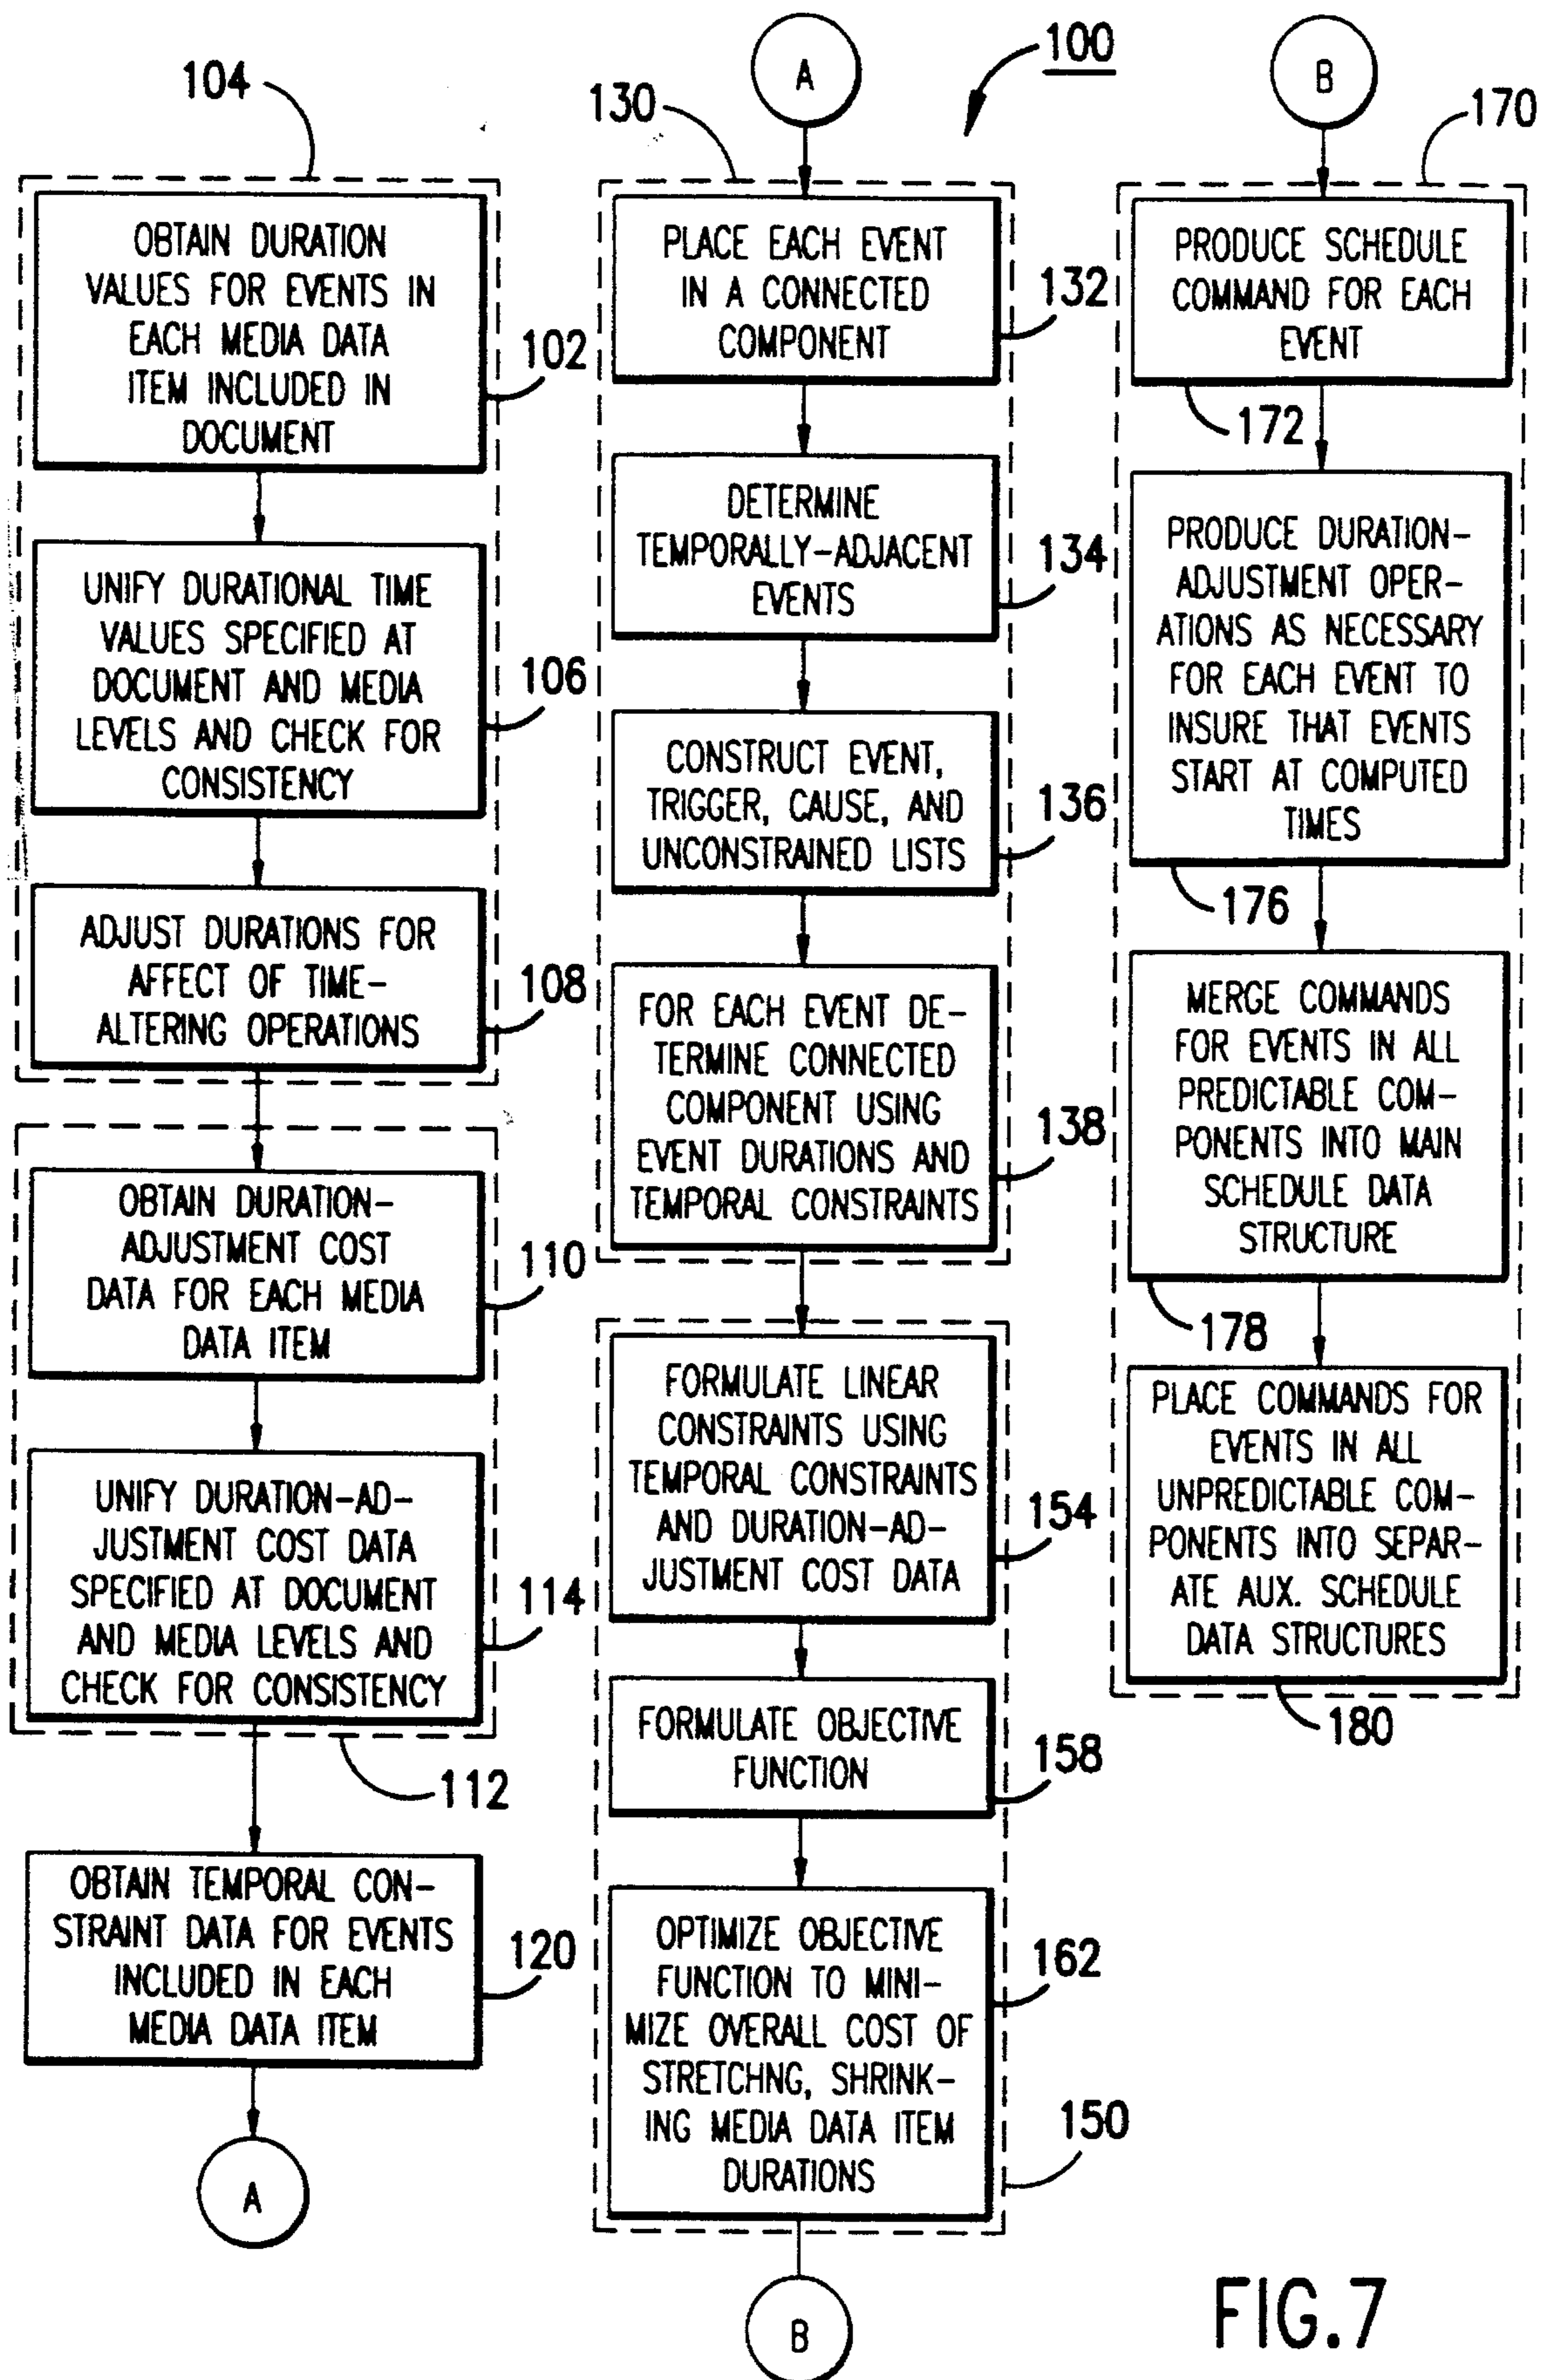 104
OBTAIN DURATION
VALUES FOR EVENTS IN
EACH MEDIA DATA
ITEM INCLUDED IN
DOCUMENT
102
UNIFY DURATIONAL TIME
VALUES SPECIFIED AT
DOCUMENT AND MEDIA
LEVELS AND CHECK FOR
CONSISTENCY
106
ADJUST DURATIONS FOR
AFFECT OF TIME-
ALTERING OPERATIONS
108
OBTAIN DURATION-
ADJUSTMENT COST
DATA FOR EACH MEDIA
DATA ITEM
110
UNIFY DURATION-AD-
JUSTMENT COST DATA
SPECIFIED AT DOCUMENT
AND MEDIA LEVELS AND
CHECK FOR CONSISTENCY
114
112
OBTAIN TEMPORAL CON-
STRAINT DATA FOR EVENTS
INCLUDED IN EACH
MEDIA DATA ITEM
120
A
A
100
130
PLACE EACH EVENT
IN A CONNECTED
COMPONENT
132
DETERMINE
TEMPORALLY-ADJACENT
EVENTS
134
CONSTRUCT EVENT,
TRIGGER, CAUSE, AND
UNCONSTRAINED LISTS
136
FOR EACH EVENT DE-
TERMINE CONNECTED
COMPONENT USING
EVENT DURATIONS AND
TEMPORAL CONSTRAINTS
138
FORMULATE LINEAR
CONSTRAINTS USING
TEMPORAL CONSTRAINTS
AND DURATION-AD-
JUSTMENT COST DATA
154
FORMULATE OBJECTIVE
FUNCTION
158
OPTIMIZE OBJECTIVE
FUNCTION TO MINI-
MIZE OVERALL COST OF
STRETCHNG, SHRINK-
ING MEDIA DATA ITEM
DURATIONS
162
150
B
B
170
PRODUCE SCHEDULE
COMMAND FOR EACH
EVENT
172
PRODUCE DURATION-
ADJUSTMENT OPER-
ATIONS AS NECESSARY
FOR EACH EVENT TO
INSURE THAT EVENTS
START AT COMPUTED
TIMES
176
MERGE COMMANDS
FOR EVENTS IN ALL
PREDICTABLE COM-
PONENTS INTO MAIN
SCHEDULE DATA
STRUCTURE
178
PLACE COMMANDS FOR
EVENTS IN ALL
UNPREDICTABLE COM-
PONENTS INTO SEPAR-
ATE AUX. SCHEDULE
DATA STRUCTURES
180
FIG.7